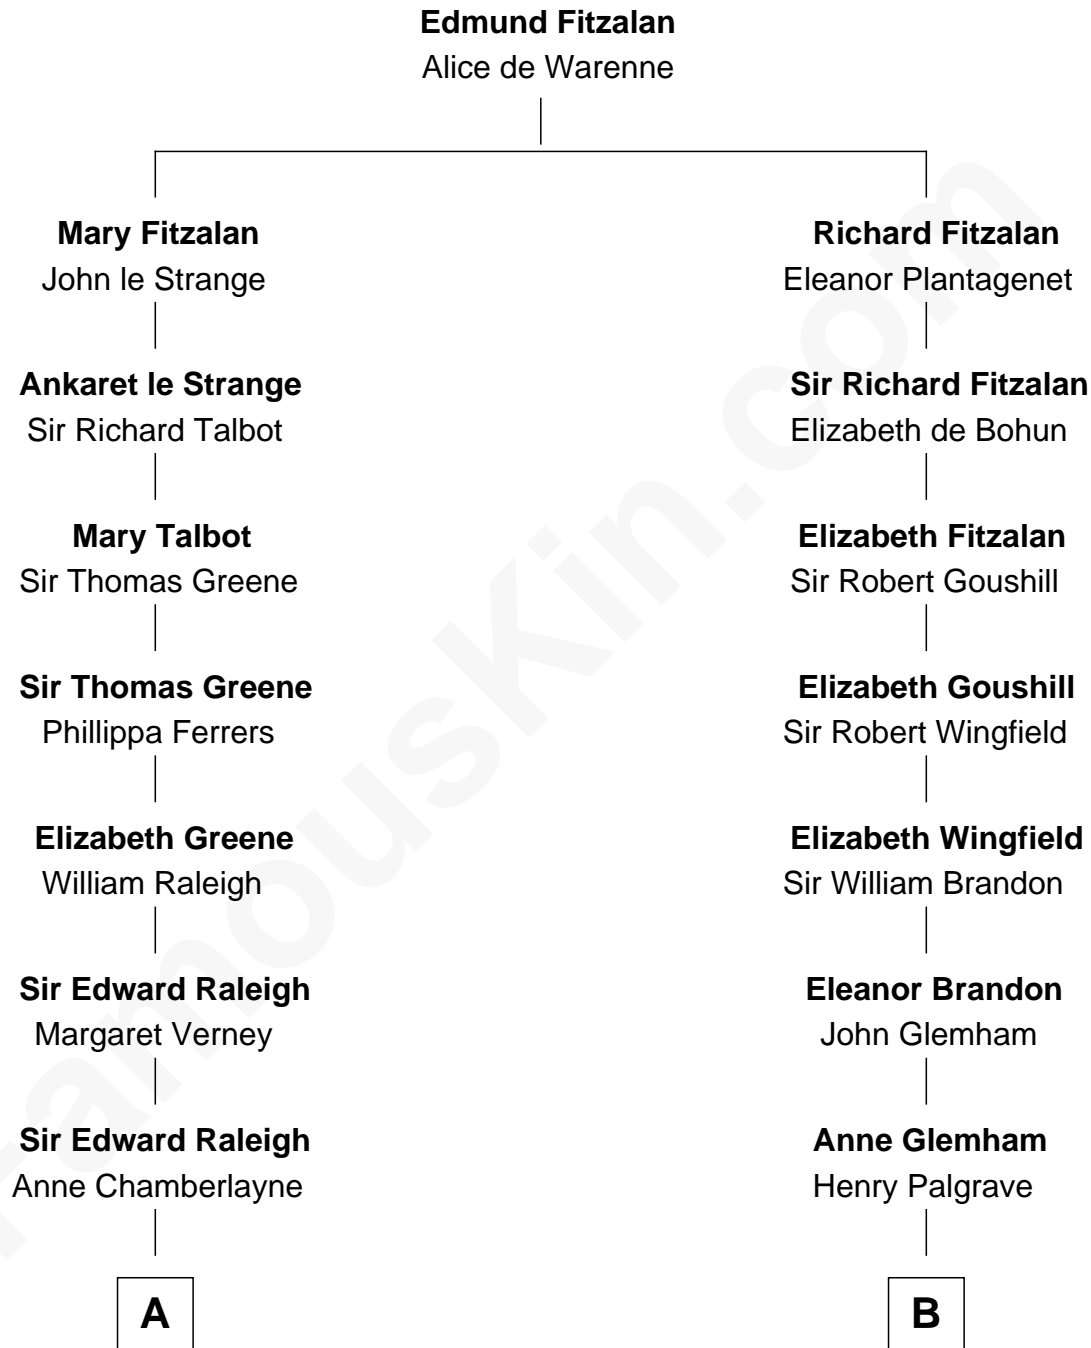 Edmund Fitzalan
Alice de Warenne
Mary Fitzalan
John le Strange
Richard Fitzalan
Eleanor Plantagenet
Ankaret le Strange
Sir Richard Talbot
Sir Richard Fitzalan
Elizabeth de Bohun
Mary Talbot
Sir Thomas Greene
Elizabeth Fitzalan
Sir Robert Goushill
Sir Thomas Greene
Phillippa Ferrers
Elizabeth Goushill
Sir Robert Wingfield
Elizabeth Greene
William Raleigh
Elizabeth Wingfield
Sir William Brandon
Sir Edward Raleigh
Margaret Verney
Eleanor Brandon
John Glemham
Sir Edward Raleigh
Anne Chamberlayne
Anne Glemham
Henry Palgrave
A
B
FamousKin.com